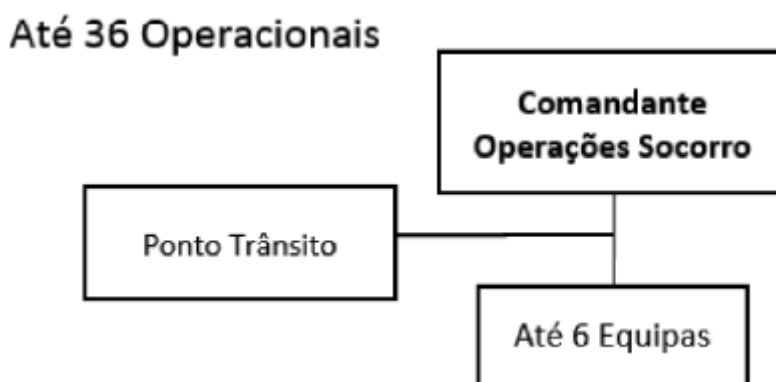 Até 36 Operacionais
Comandante
Operações Socorro
Ponto Trânsito
Até 6 Equipas